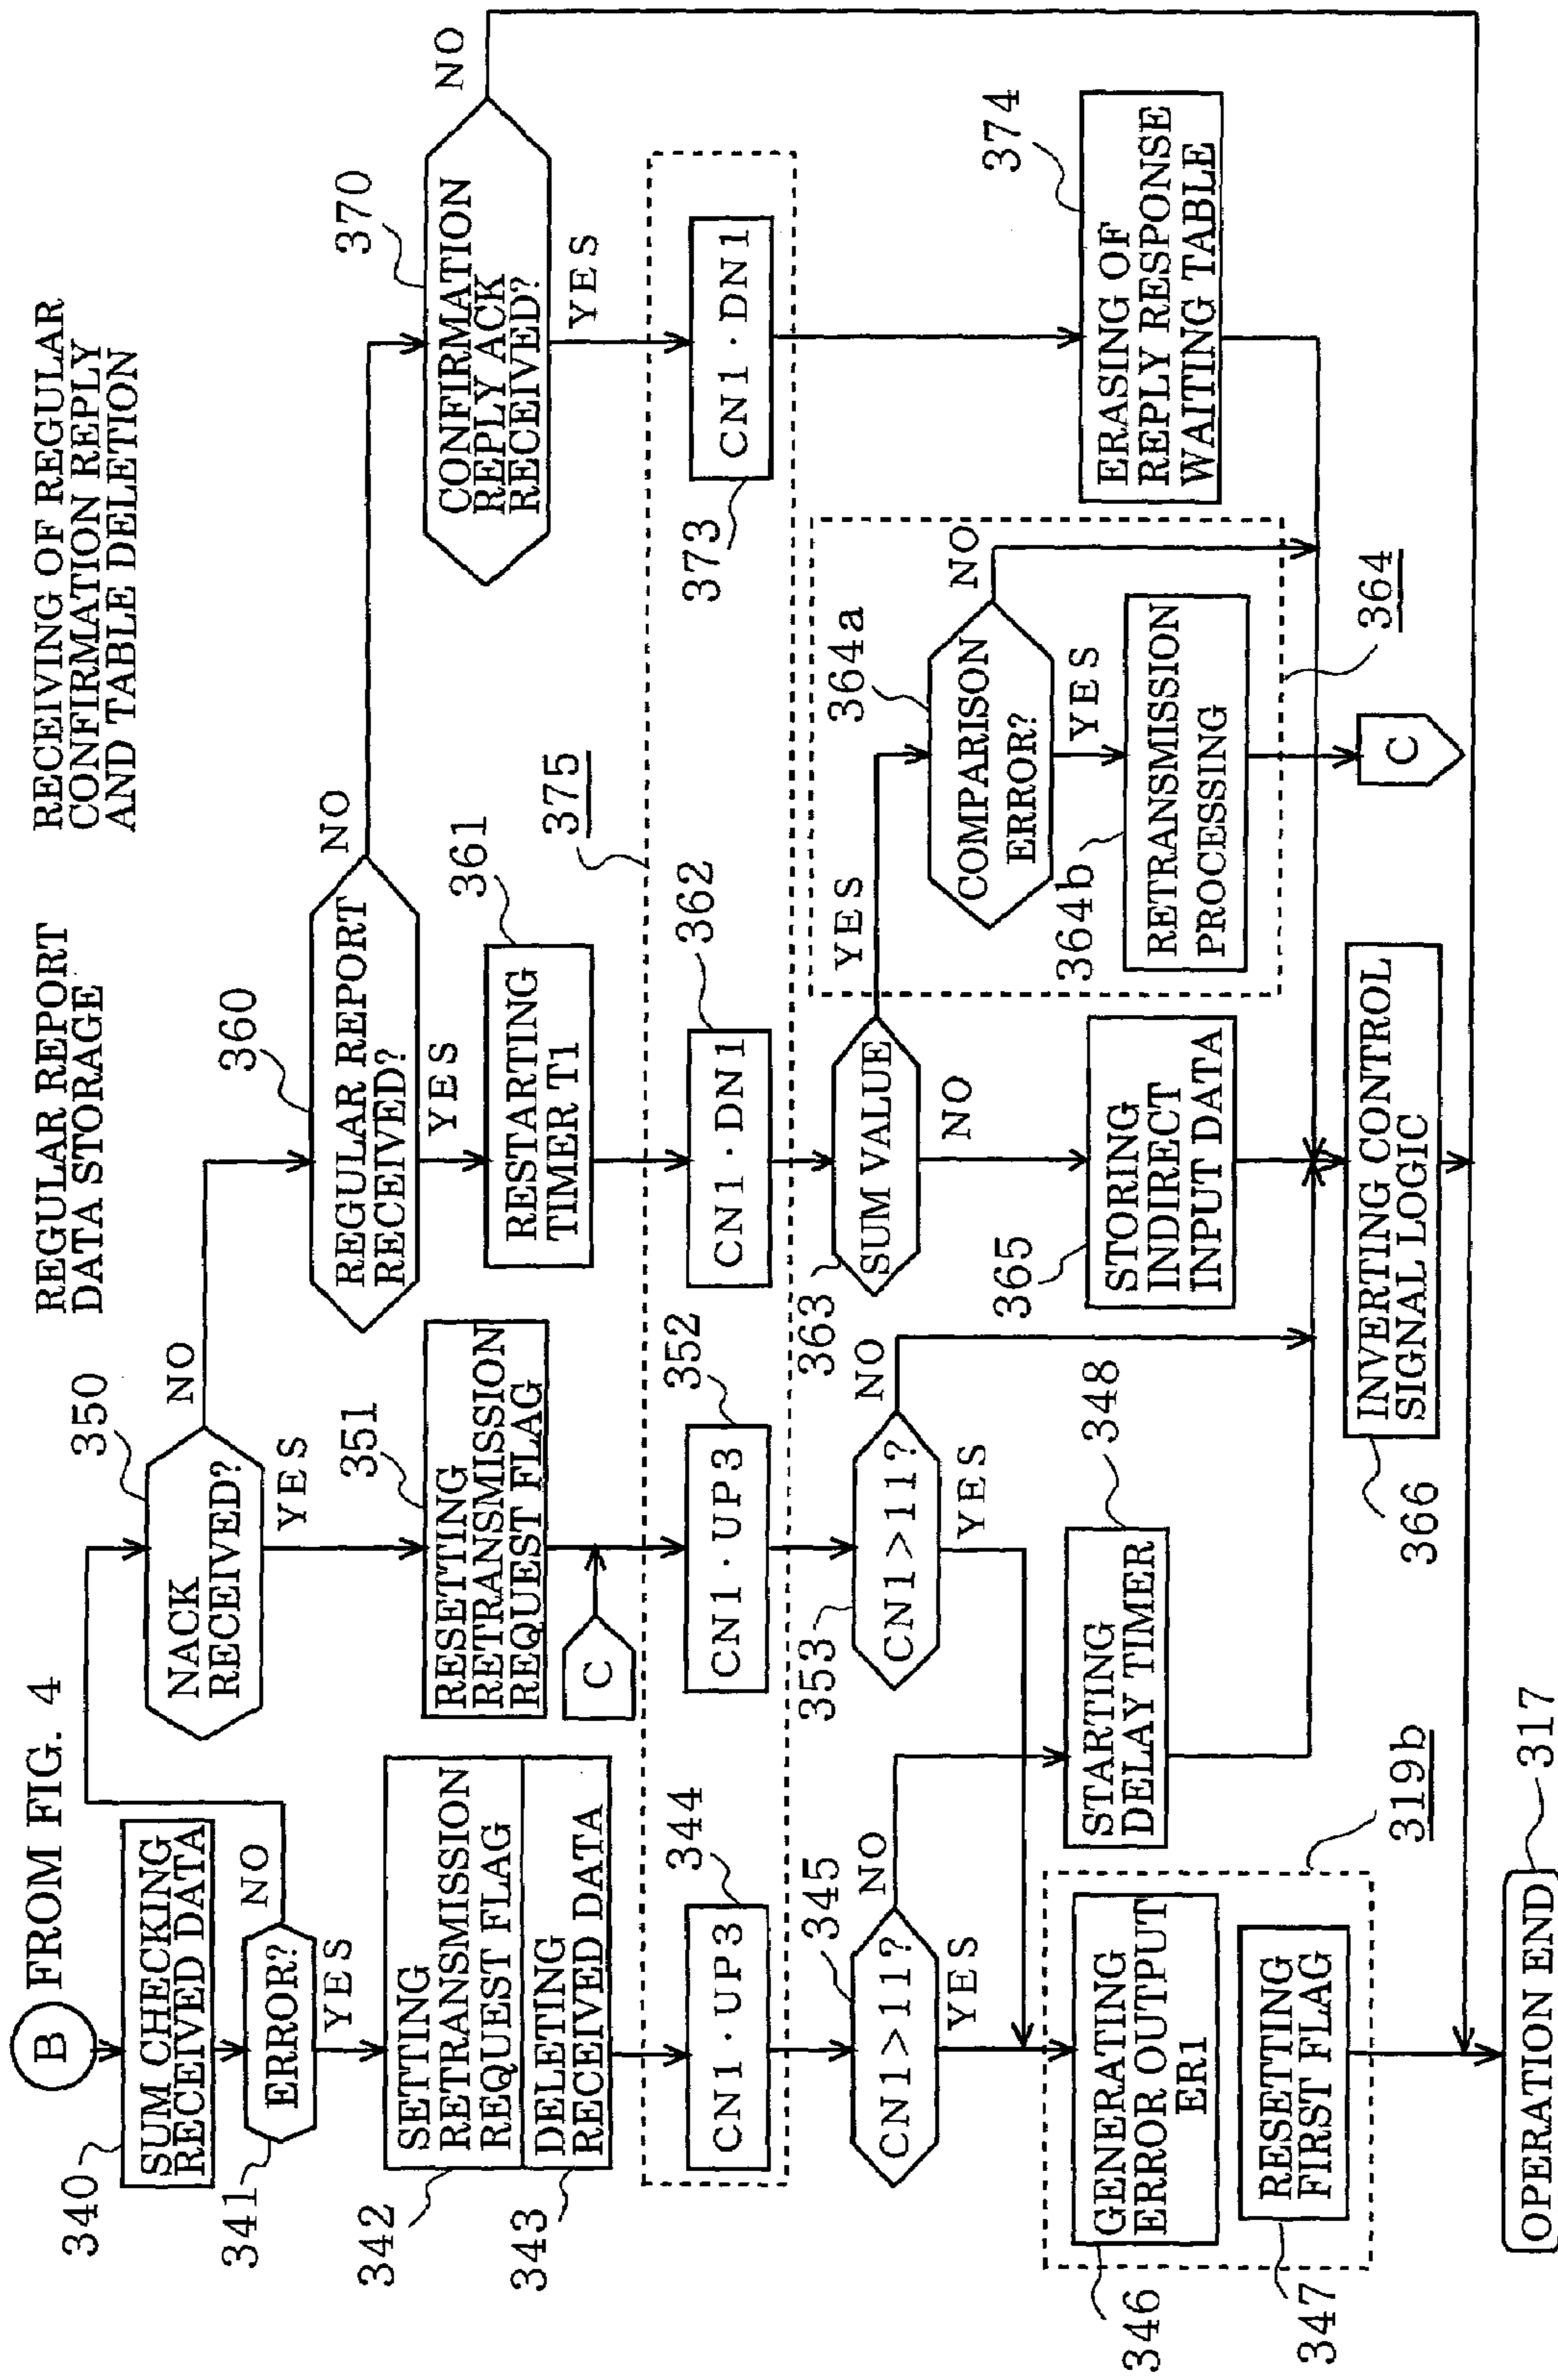 B FROM FIG. 4
340
SUM CHECKING
RECEIVED DATA
341
ERROR?
NO
YES
342
SETTING
RETRANSMISSION
REQUEST FLAG
343
DELETING
RECEIVED DATA
344
CN1 · UP3
345
CN1>11?
NO
YES
346
GENERATING
ERROR OUTPUT
ER1
347
RESETTING
FIRST FLAG
319b
348
STARTING
DELAY TIMER
OPERATION END
317
350
NACK
RECEIVED?
NO
YES
351
RESETTING
RETRANSMISSION
REQUEST FLAG
C
352
CN1 · UP3
353
CN1>11?
NO
YES
REGULAR REPORT
DATA STORAGE
360
REGULAR REPORT
RECEIVED?
NO
YES
361
RESTARTING
TIMER T1
375
362
CN1 · DN1
363
SUM VALUE
YES
NO
364a
COMPARISON
ERROR?
NO
YES
364b
RETRANSMISSION
PROCESSING
364
C
365
STORING
INDIRECT
INPUT DATA
366
INVERTING CONTROL
SIGNAL LOGIC
RECEIVING OF REGULAR
CONFIRMATION REPLY
AND TABLE DELETION
370
CONFIRMATION
REPLY ACK
RECEIVED?
NO
YES
373
CN1 · DN1
374
ERASING OF
REPLY RESPONSE
WAITING TABLE